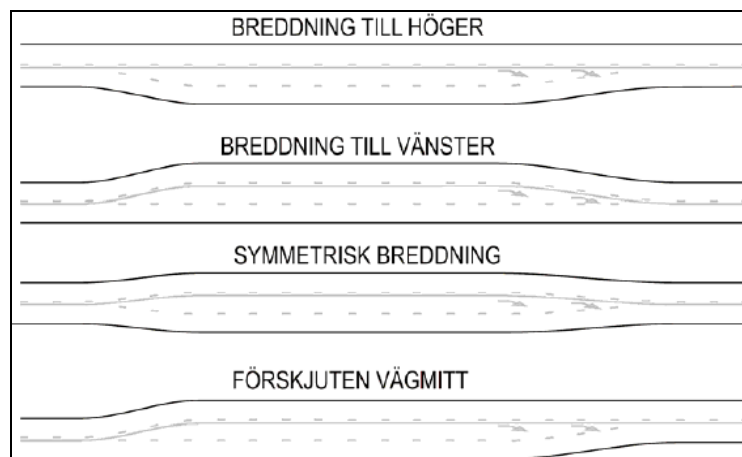 BREDDNING TILL HÖGER
BREDDNING TILL VÄNSTER
SYMMETRISK BREDDNING
FÖRSKJUTEN VÄGMITT